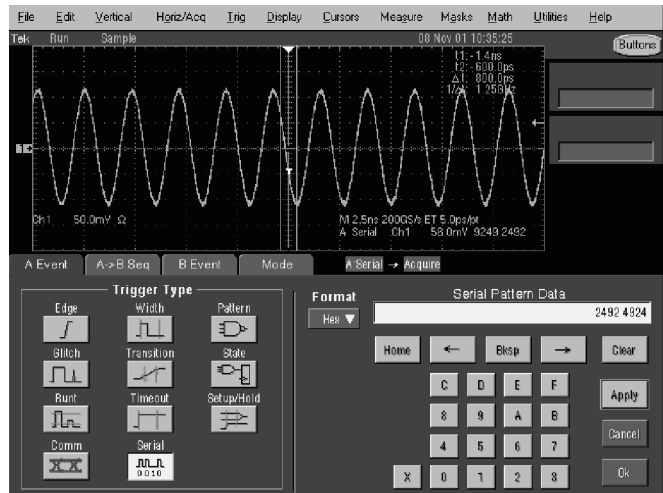 File Edit Vertical Horiz/Acq Trig Display Cursors Measure Masks Math Utilities Help
Tek Run Sample 08 Nov 01 10:35:25
Buttons
t1: -1.4ns
t2: -600.0ps
Δt: 800.0ps
1/Δt: 1.25GHz
Ch1 50.0mV Ω M 2.5ns 200GS/s ET 5.0ps/pt
A Serial Ch1 56.0mV 9249 2492
A Event A->B Seq B Event Mode A:Serial → Acquire
Trigger Type
Edge Width Pattern
Glitch Transition State
Runt Timeout Setup/Hold
Comm Serial
0010
Format
Hex
Serial Pattern Data
2492 4924
Home ← Bksp → Clear
C D E F
8 9 A B
4 5 6 7
X 0 1 2 3
Apply
Cancel
Ok